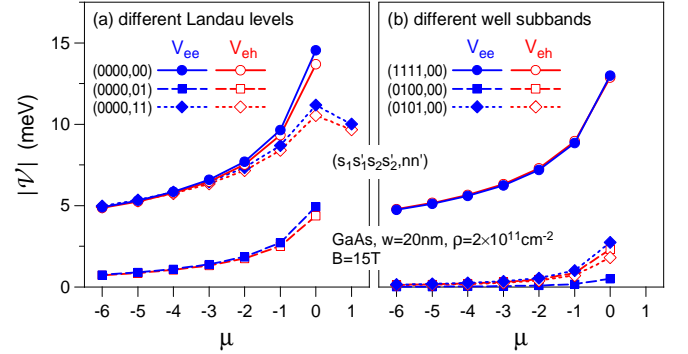 (a) different Landau levels
V_ee V_eh
(0000,00)
(0000,01)
(0000,11)
(b) different well subbands
V_ee V_eh
(1111,00)
(0100,00)
(0101,00)
(s₁s'₁s₂s'₂,nn')
GaAs, w=20nm, ρ=2×10¹¹cm⁻²
B=15T
|𝒱| (meV)
15
10
5
0
-6 -5 -4 -3 -2 -1 0 1
μ
-6 -5 -4 -3 -2 -1 0 1
μ